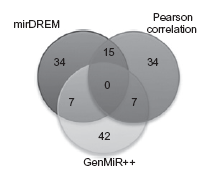 mirDREM
Pearson
correlation
34
15
34
0
7
7
42
GenMiR++